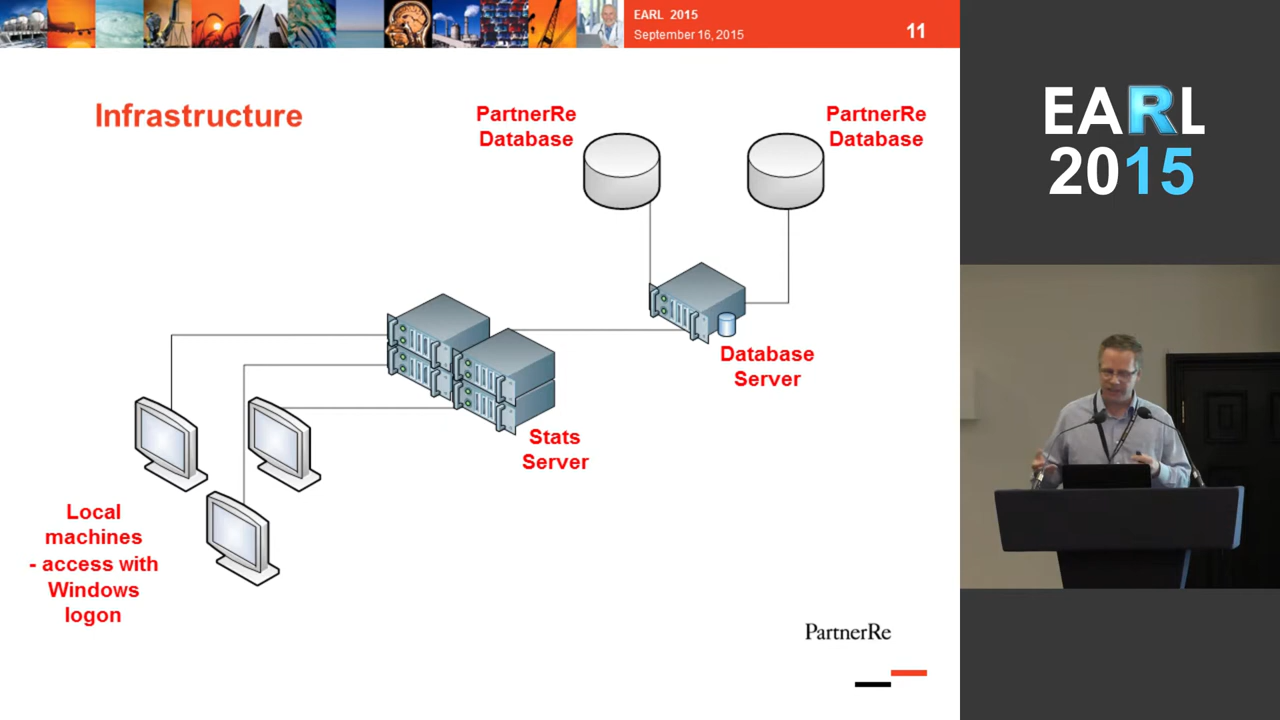 EARL 2015
September 16, 2015
11
Infrastructure
PartnerRe
Database
PartnerRe
Database
Database
Server
Stats
Server
Local
machines
- access with
Windows
logon
PartnerRe
EARL
2015